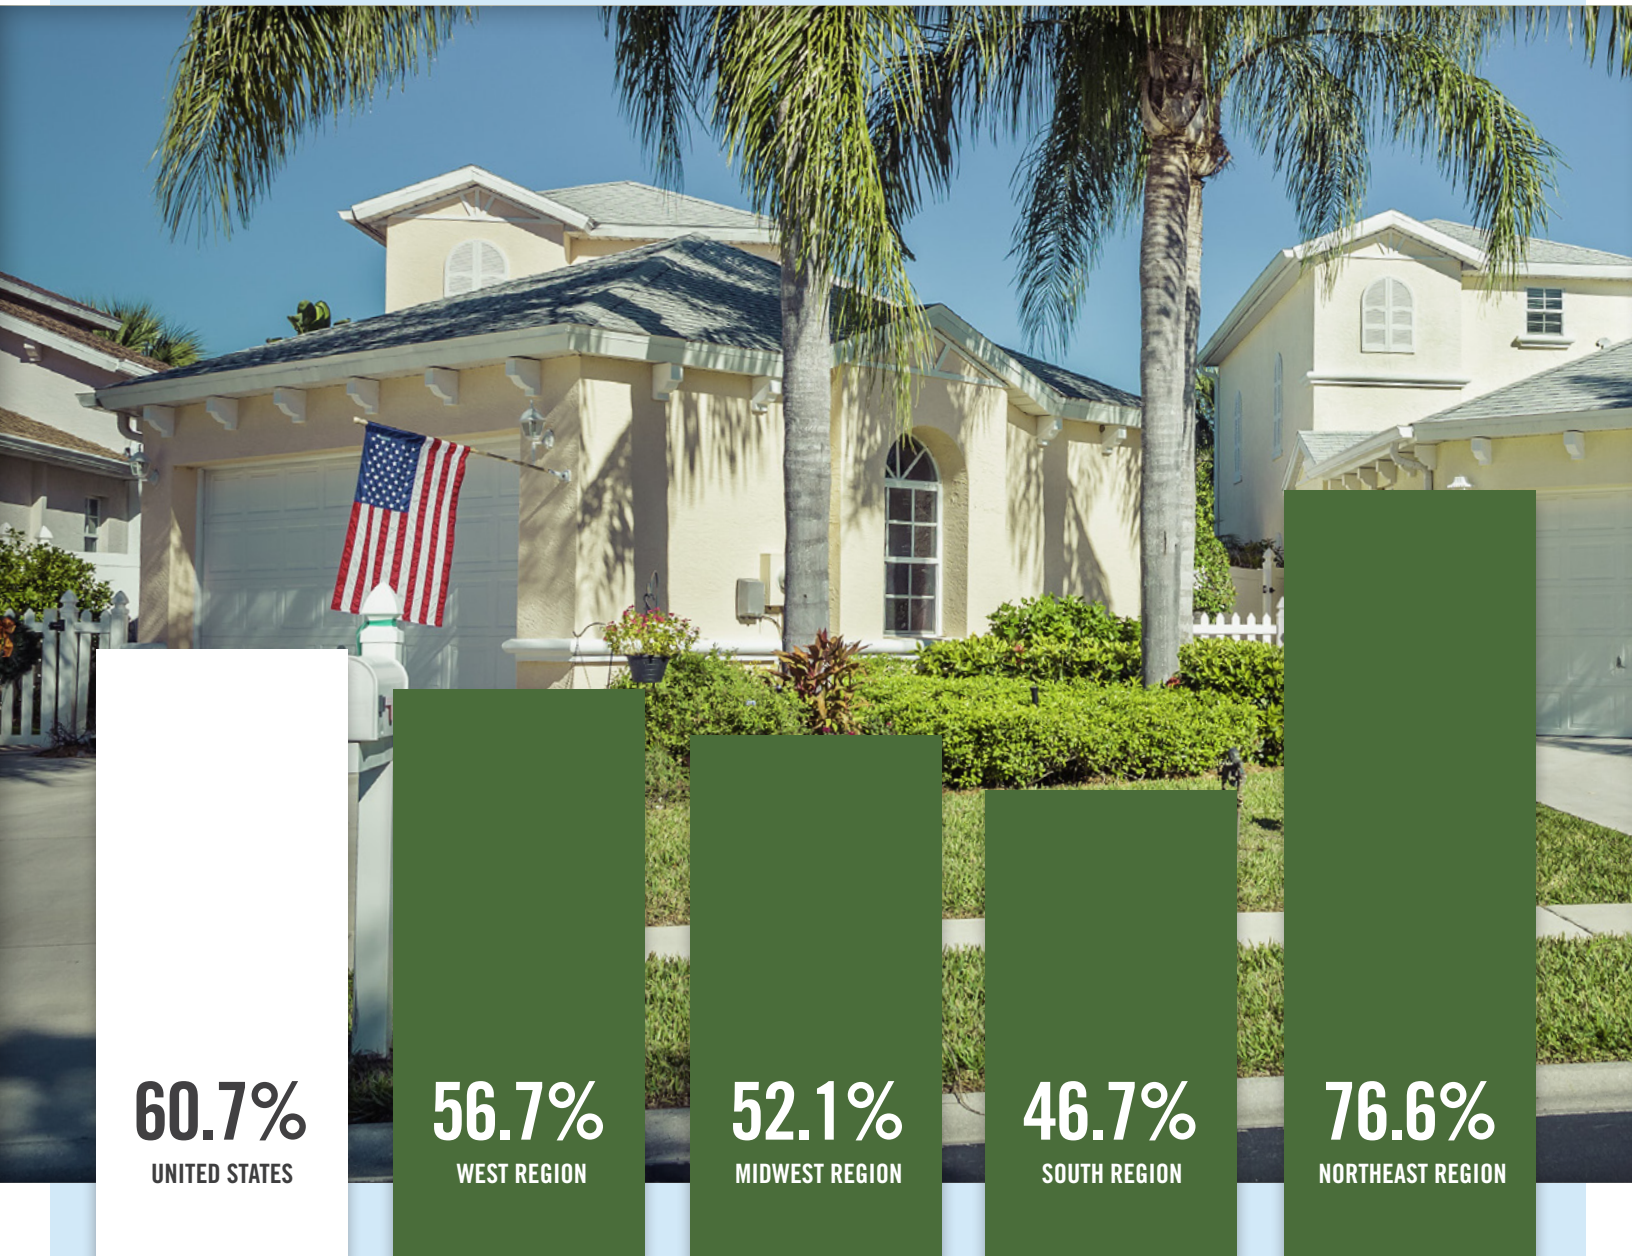 60.7%
UNITED STATES
56.7%
WEST REGION
52.1%
MIDWEST REGION
46.7%
SOUTH REGION
76.6%
NORTHEAST REGION